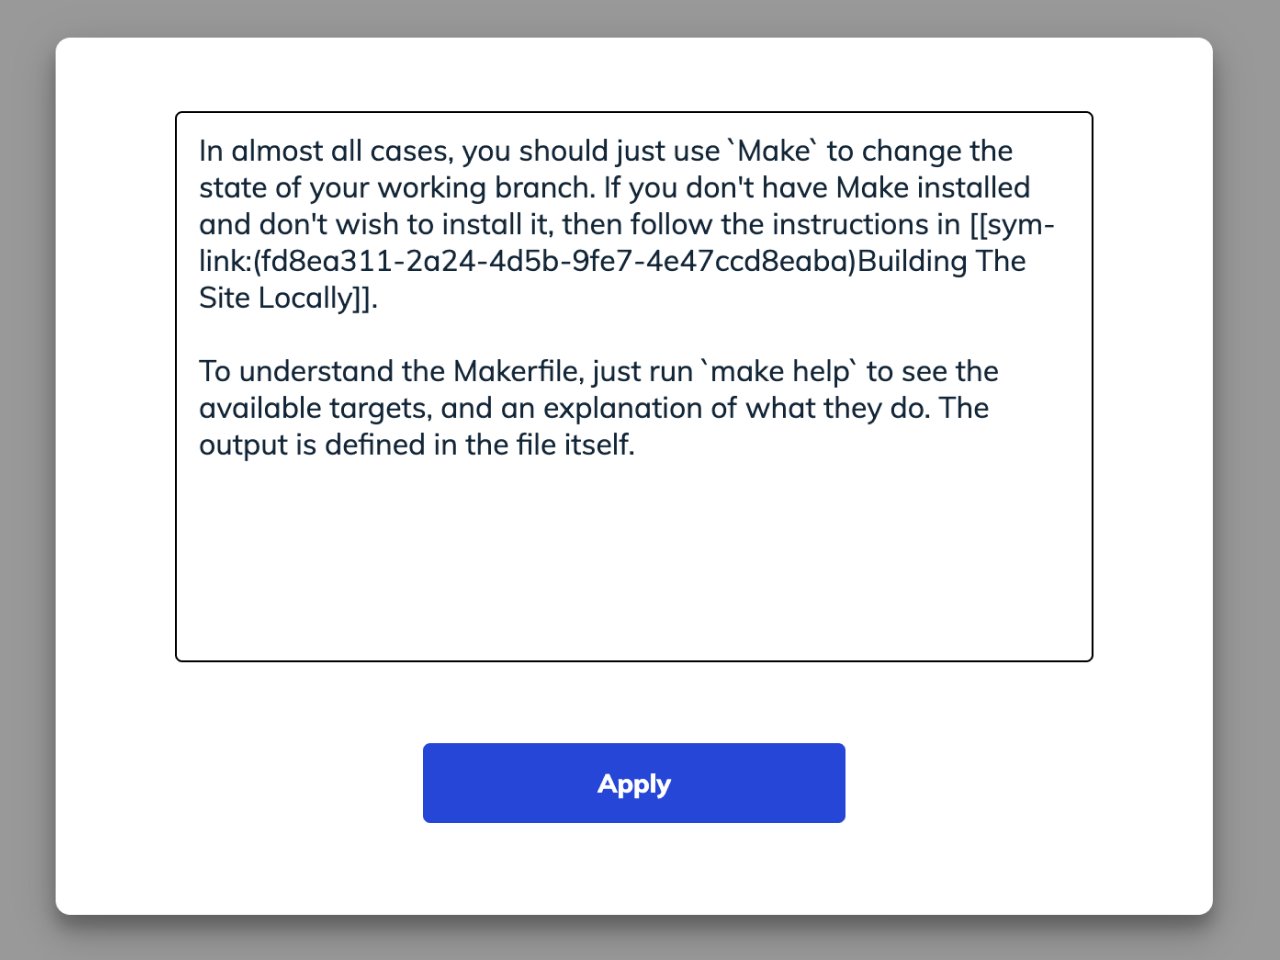 In almost all cases, you should just use `Make` to change the
state of your working branch. If you don't have Make installed
and don't wish to install it, then follow the instructions in [[sym-
link:(fd8ea311-2a24-4d5b-9fe7-4e47ccd8eaba)Building The
Site Locally]].

To understand the Makerfile, just run `make help` to see the
available targets, and an explanation of what they do. The
output is defined in the file itself.
Apply